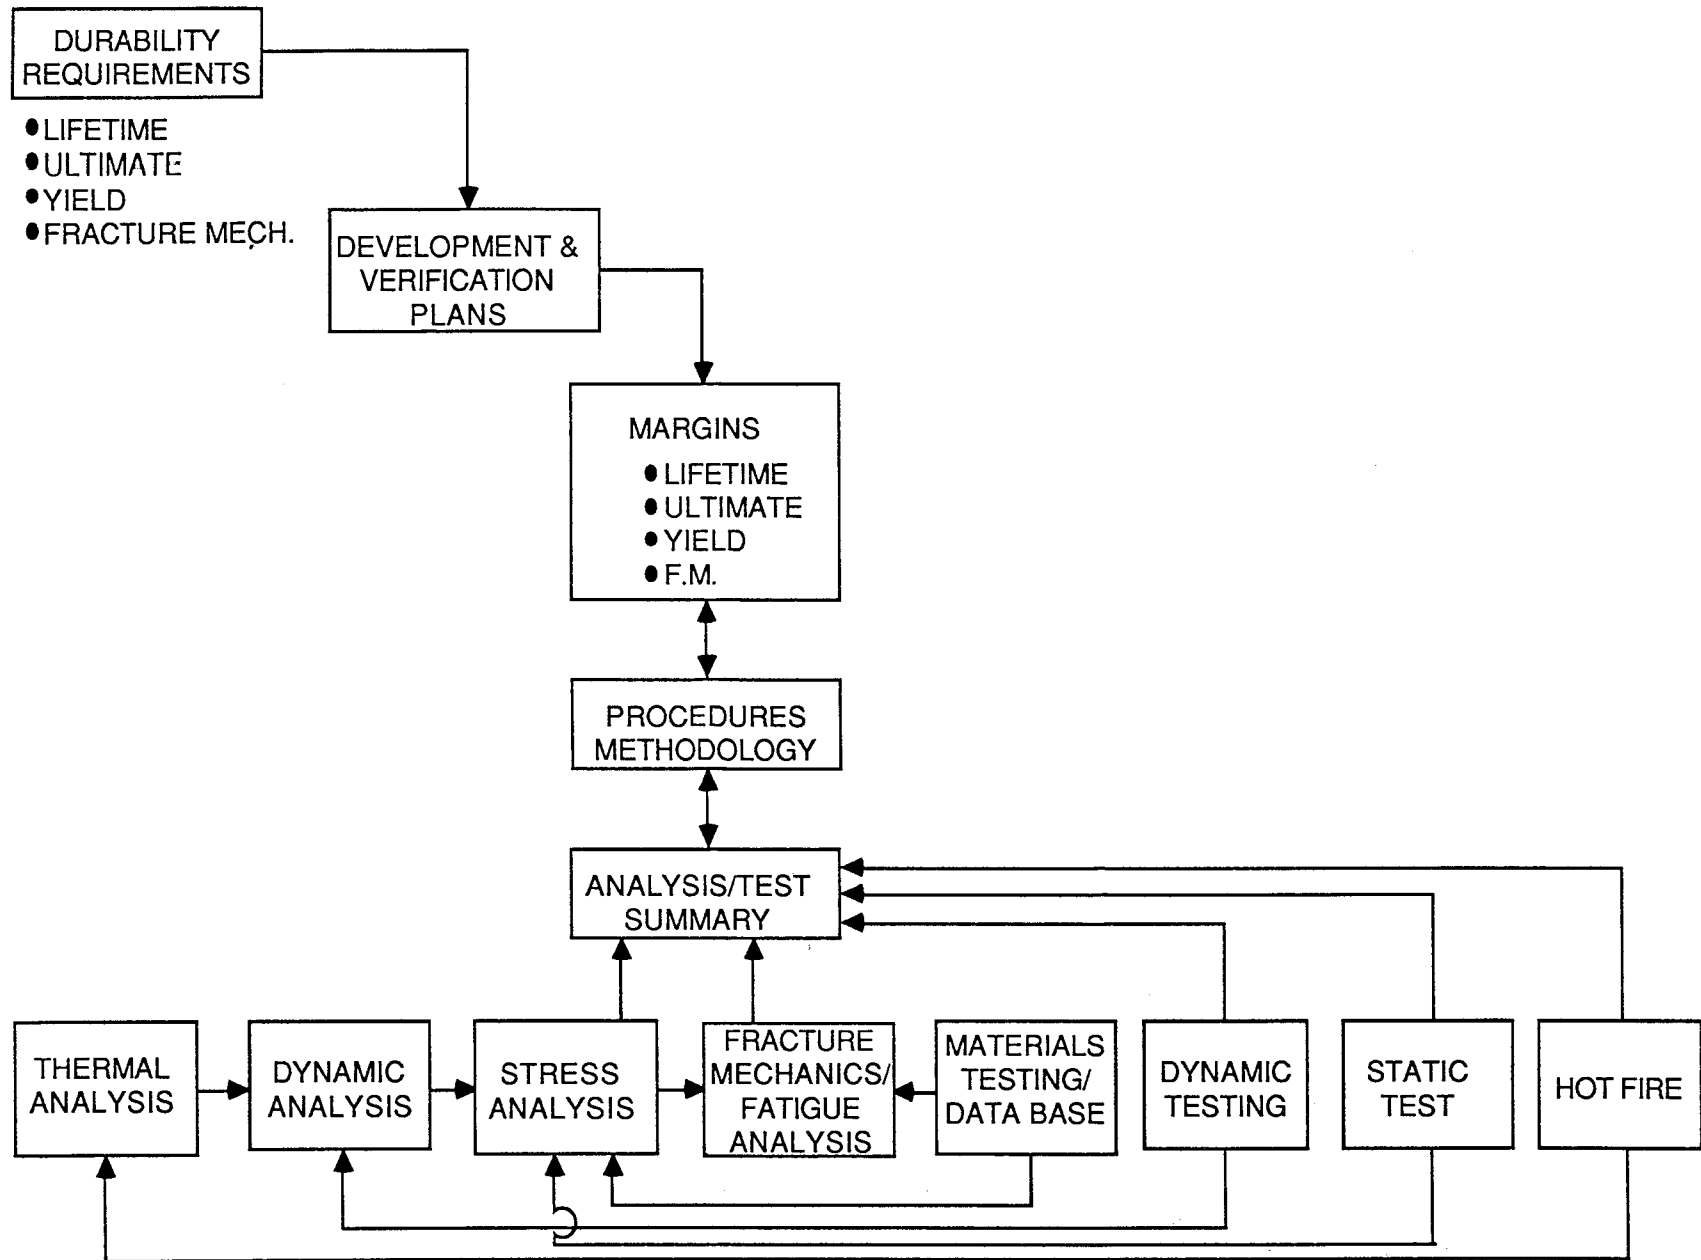 DURABILITY
REQUIREMENTS
●LIFETIME
●ULTIMATE
●YIELD
●FRACTURE MECH.
DEVELOPMENT &
VERIFICATION
PLANS
MARGINS
●LIFETIME
●ULTIMATE
●YIELD
●F.M.
PROCEDURES
METHODOLOGY
ANALYSIS/TEST
SUMMARY
THERMAL
ANALYSIS
DYNAMIC
ANALYSIS
STRESS
ANALYSIS
FRACTURE
MECHANICS/
FATIGUE
ANALYSIS
MATERIALS
TESTING/
DATA BASE
DYNAMIC
TESTING
STATIC
TEST
HOT FIRE